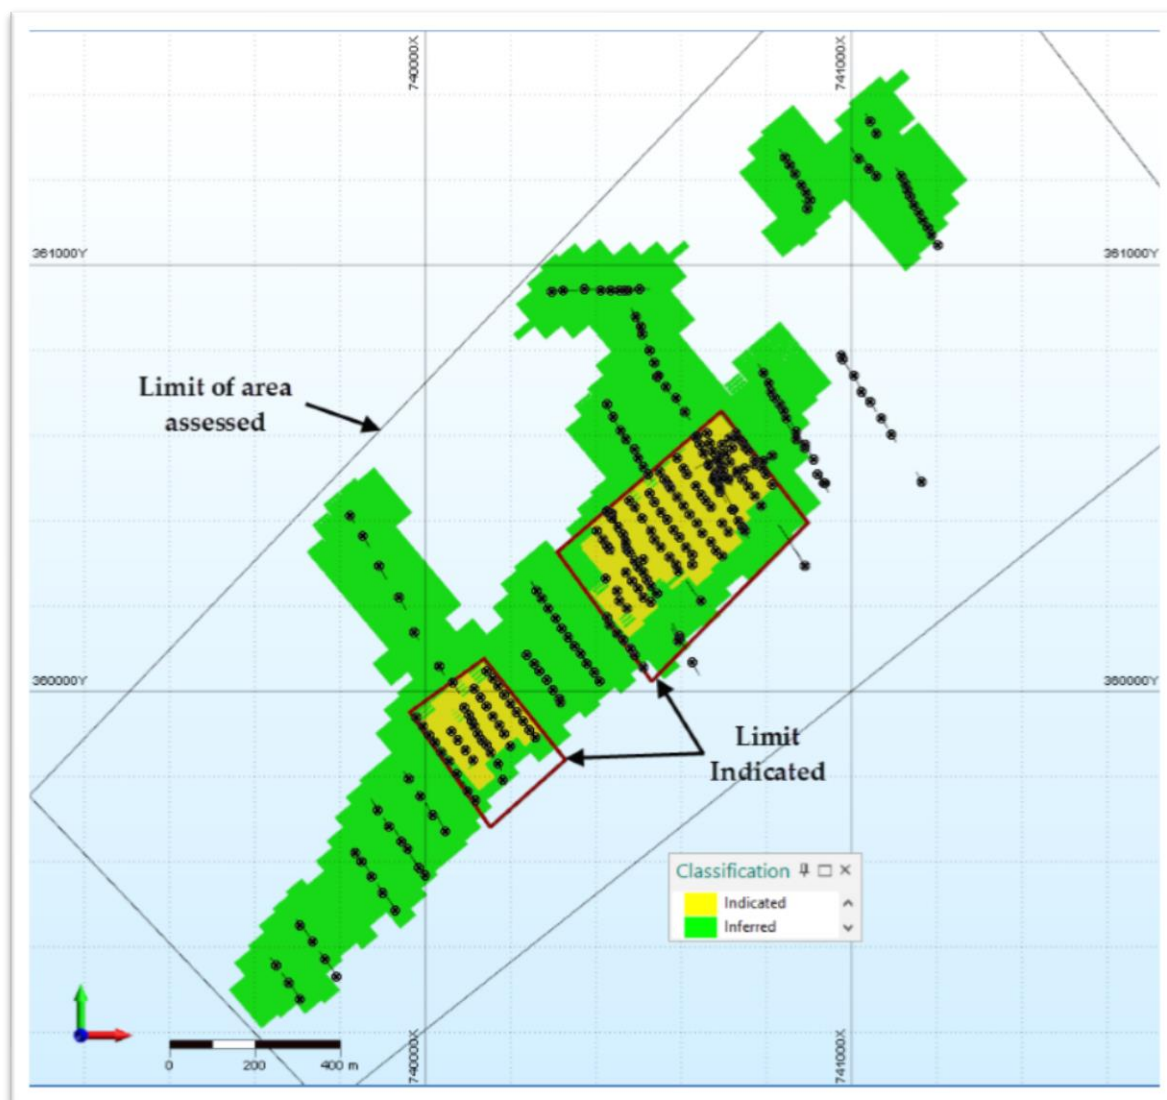 740000X
741000X
361000Y
361000Y
Limit of area
assessed
360000Y
360000Y
Limit
Indicated
Classification
Indicated
Inferred
0 200 400 m
740000X
741000X